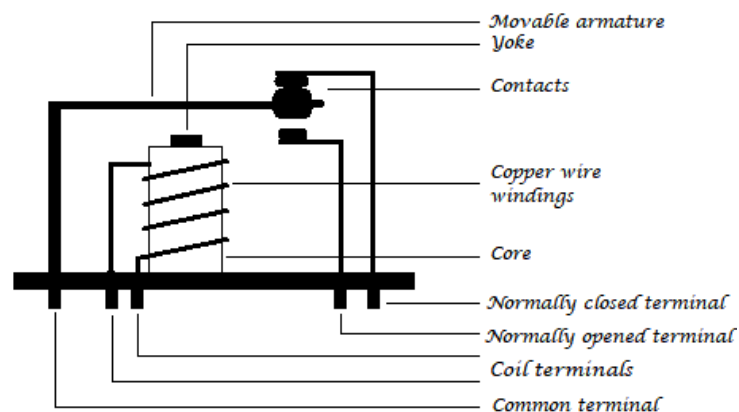 Movable armature
Yoke
Contacts
Copper wire
windings
Core
Normally closed terminal
Normally opened terminal
Coil terminals
Common terminal